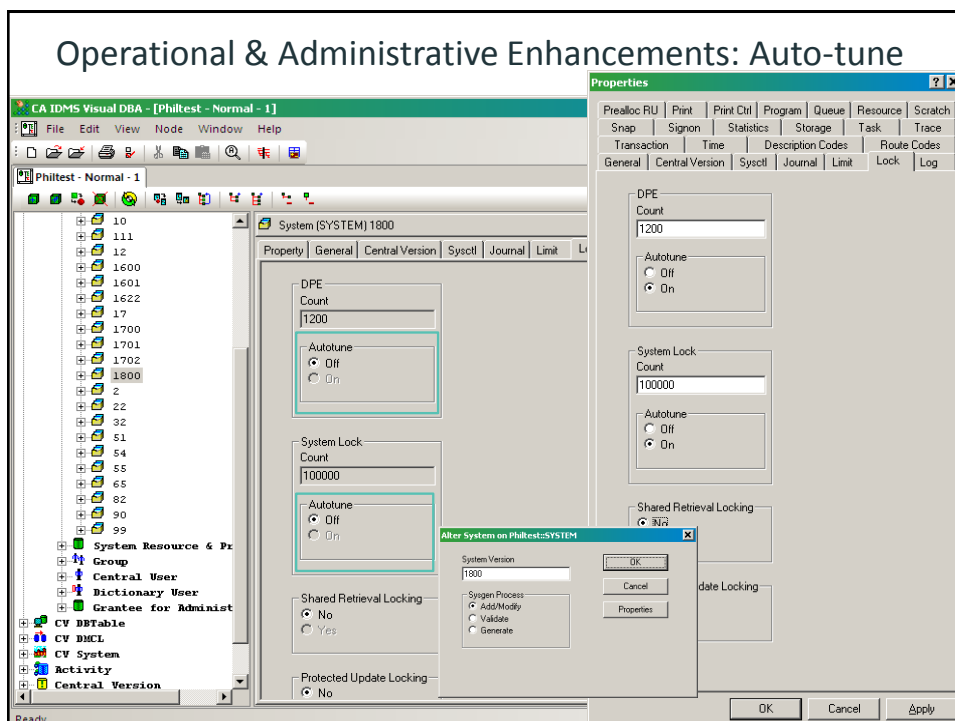 Operational & Administrative Enhancements: Auto-tune
CA IDMS Visual DBA - [Philtest - Normal - 1]
File Edit View Node Window Help
Philtest - Normal - 1
10
111
12
1600
1601
1622
17
1700
1701
1702
1800
2
22
32
51
54
55
65
82
90
99
System Resource & Pr
Group
Central User
Dictionary User
Grantee for Administ
CV DBTable
CV DMCL
CV System
Activity
Central Version
Ready
System (SYSTEM) 1800
Property General Central Version Sysctl Journal Limit
DPE
Count
1200
Autotune
Off
On
System Lock
Count
100000
Autotune
Off
On
Shared Retrieval Locking
No
Yes
Protected Update Locking
No
Alter System on Philtest::SYSTEM
System Version
1800
Sysgen Process
Add/Modify
Validate
Generate
OK
Cancel
Properties
Properties
Prealloc RU Print Print Ctrl Program Queue Resource Scratch
Snap Signon Statistics Storage Task Trace
Transaction Time Description Codes Route Codes
General Central Version Sysctl Journal Limit Lock Log
DPE
Count
1200
Autotune
Off
On
System Lock
Count
100000
Autotune
Off
On
Shared Retrieval Locking
No
date Locking
OK Cancel Apply